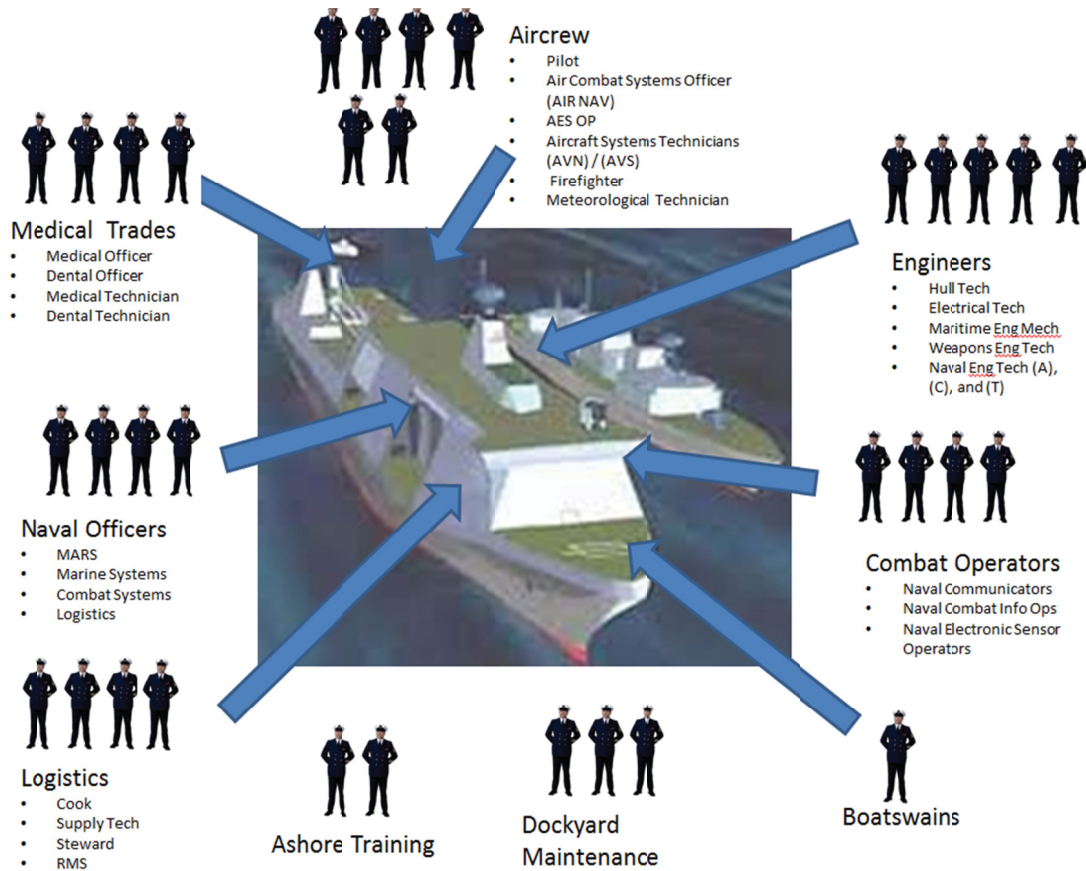 Aircrew
• Pilot
• Air Combat Systems Officer
(AIR NAV)
• AES OP
• Aircraft Systems Technicians
(AVN) / (AVS)
• Firefighter
• Meteorological Technician
Medical Trades
• Medical Officer
• Dental Officer
• Medical Technician
• Dental Technician
Engineers
• Hull Tech
• Electrical Tech
• Maritime Eng Mech
• Weapons Eng Tech
• Naval Eng Tech (A),
(C), and (T)
Naval Officers
• MARS
• Marine Systems
• Combat Systems
• Logistics
Combat Operators
• Naval Communicators
• Naval Combat Info Ops
• Naval Electronic Sensor
Operators
Logistics
• Cook
• Supply Tech
• Steward
• RMS
Ashore Training
Dockyard
Maintenance
Boatswains